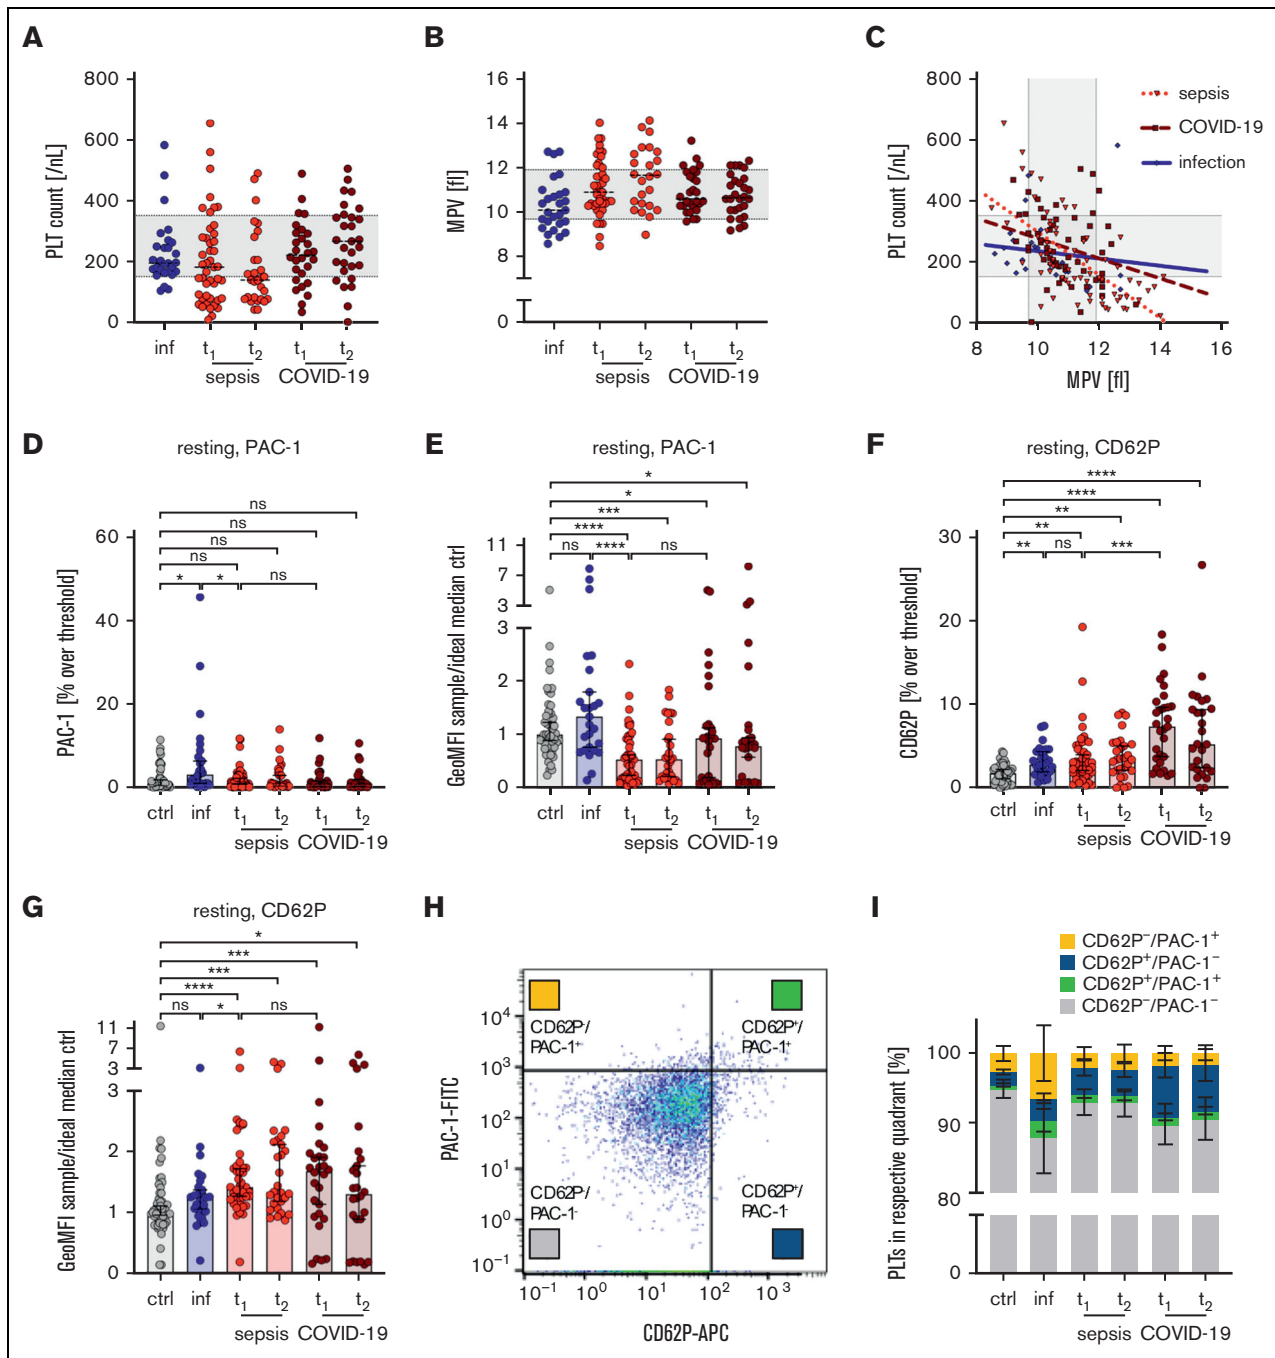 A
800
600
400
200
0
PLT count [/nL]
inf
t1
t2
t1
t2
sepsis
COVID-19
B
16
14
12
10
8
0
MPV [fl]
inf
t1
t2
t1
t2
sepsis
COVID-19
C
800
600
400
200
0
PLT count [/nL]
sepsis
COVID-19
infection
8
10
12
14
16
MPV [fl]
D
resting, PAC-1
ns
ns
ns
ns
*
*
ns
60
40
20
0
PAC-1 [% over threshold]
ctrl
inf
t1
t2
t1
t2
sepsis
COVID-19
E
resting, PAC-1
*
*
***
****
ns
****
ns
11
7
3
3
2
1
0
GeoMFI sample/ideal median ctrl
ctrl
inf
t1
t2
t1
t2
sepsis
COVID-19
F
resting, CD62P
****
****
**
**
**
ns
***
30
20
10
0
CD62P [% over threshold]
ctrl
inf
t1
t2
t1
t2
sepsis
COVID-19
G
resting, CD62P
*
***
***
****
ns
*
ns
11
7
3
3
2
1
0
GeoMFI sample/ideal median ctrl
ctrl
inf
t1
t2
t1
t2
sepsis
COVID-19
H
CD62P-/
PAC-1+
CD62P+/
PAC-1+
CD62P-/
PAC-1-
CD62P+/
PAC-1-
10^4
10^3
10^2
10^1
10^0
10^-1
PAC-1-FITC
10^-1
10^0
10^1
10^2
10^3
CD62P-APC
I
CD62P−/PAC-1+
CD62P+/PAC-1−
CD62P+/PAC-1+
CD62P−/PAC-1−
100
90
80
0
PLTs in respective quadrant [%]
ctrl
inf
t1
t2
t1
t2
sepsis
COVID-19